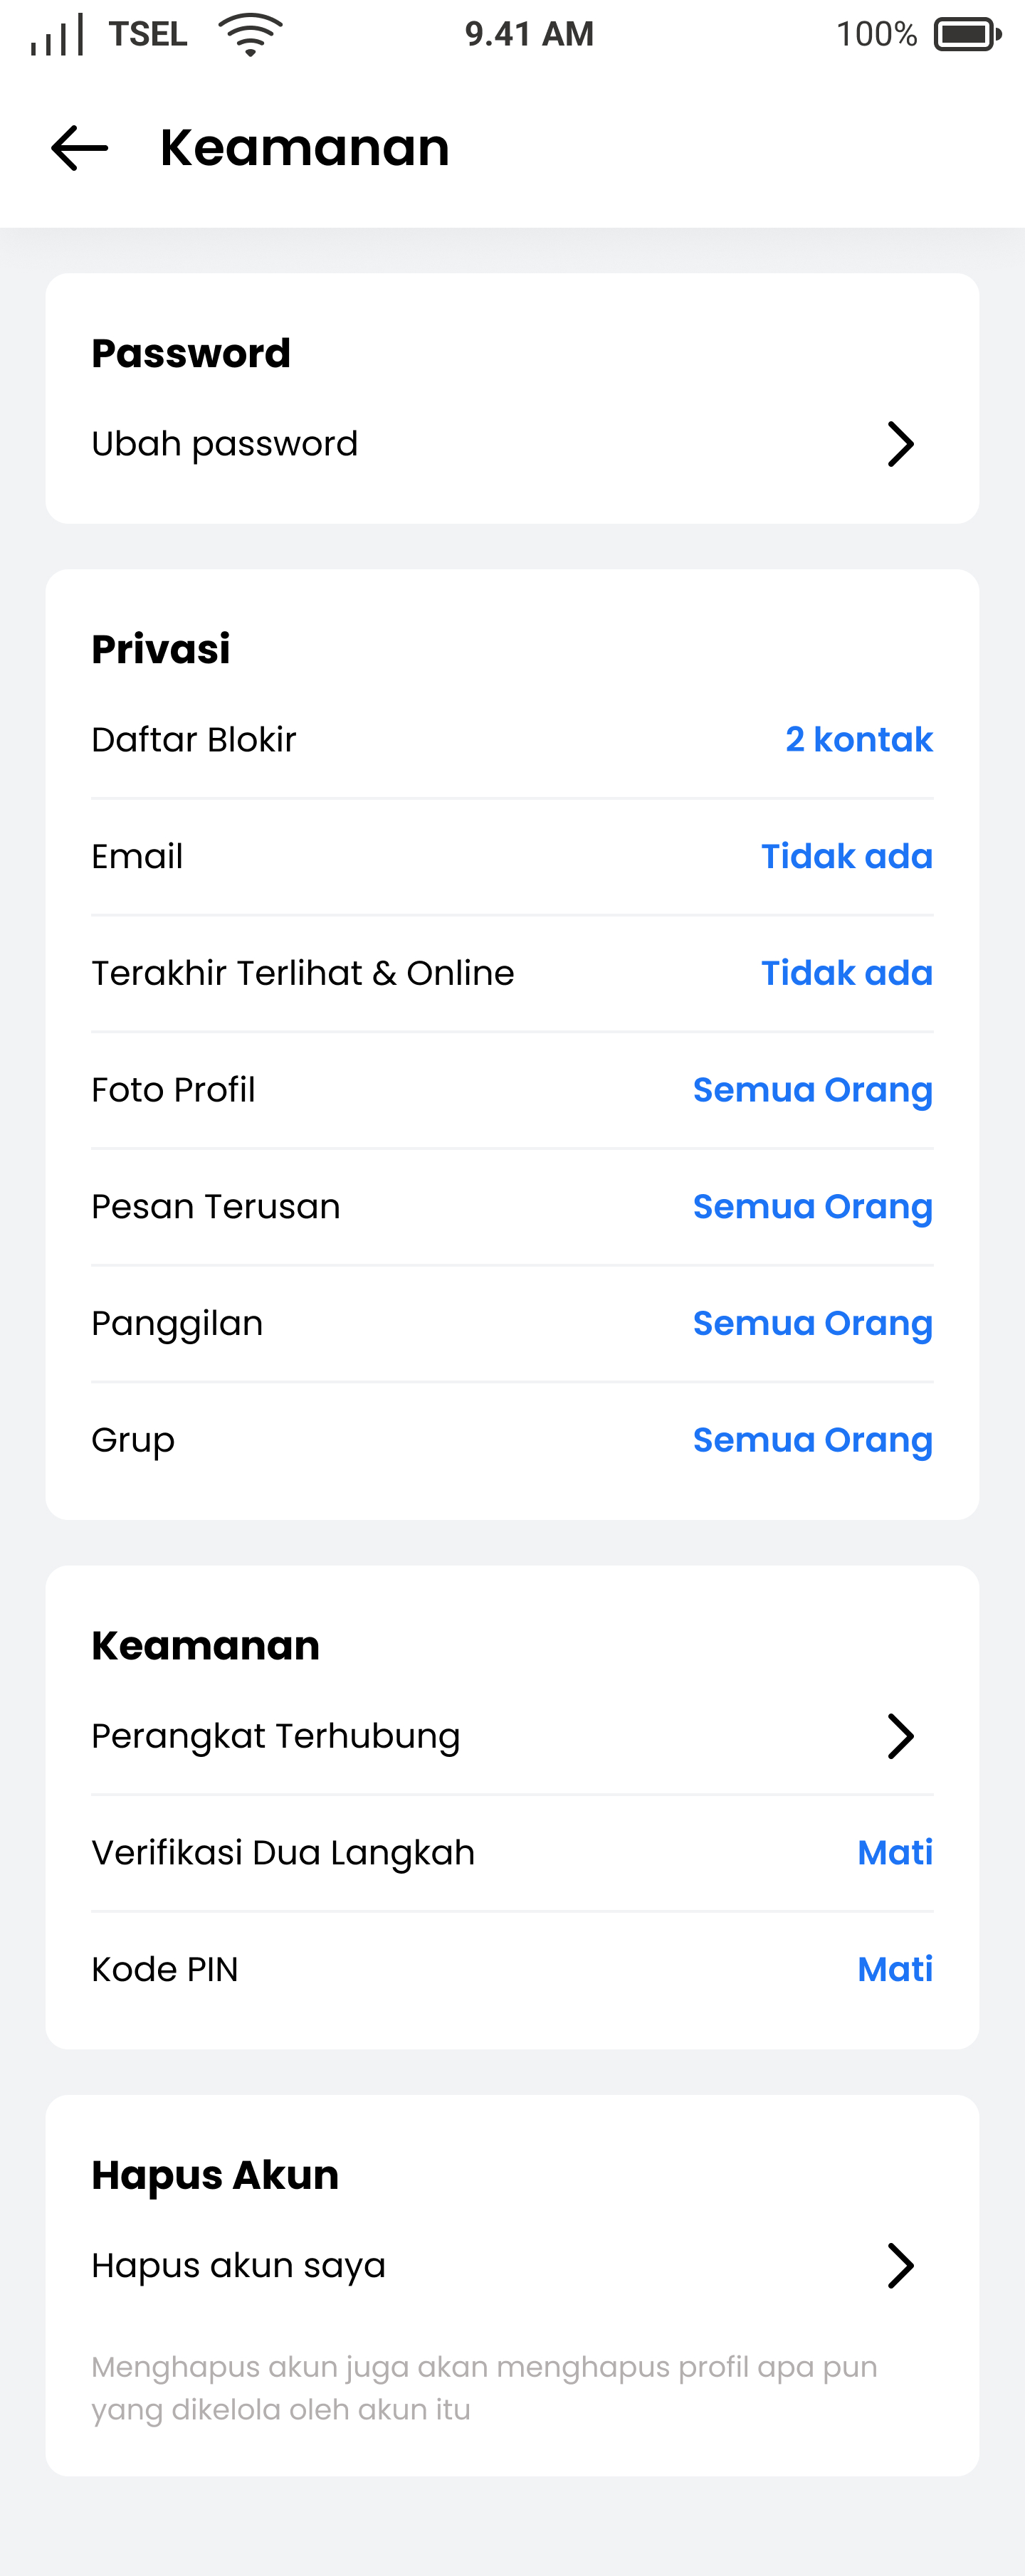 TSEL 9.41 AM 100%
Keamanan
Password
Ubah password
Privasi
Daftar Blokir 2 kontak
Email Tidak ada
Terakhir Terlihat & Online Tidak ada
Foto Profil Semua Orang
Pesan Terusan Semua Orang
Panggilan Semua Orang
Grup Semua Orang
Keamanan
Perangkat Terhubung
Verifikasi Dua Langkah Mati
Kode PIN Mati
Hapus Akun
Hapus akun saya
Menghapus akun juga akan menghapus profil apa pun
yang dikelola oleh akun itu